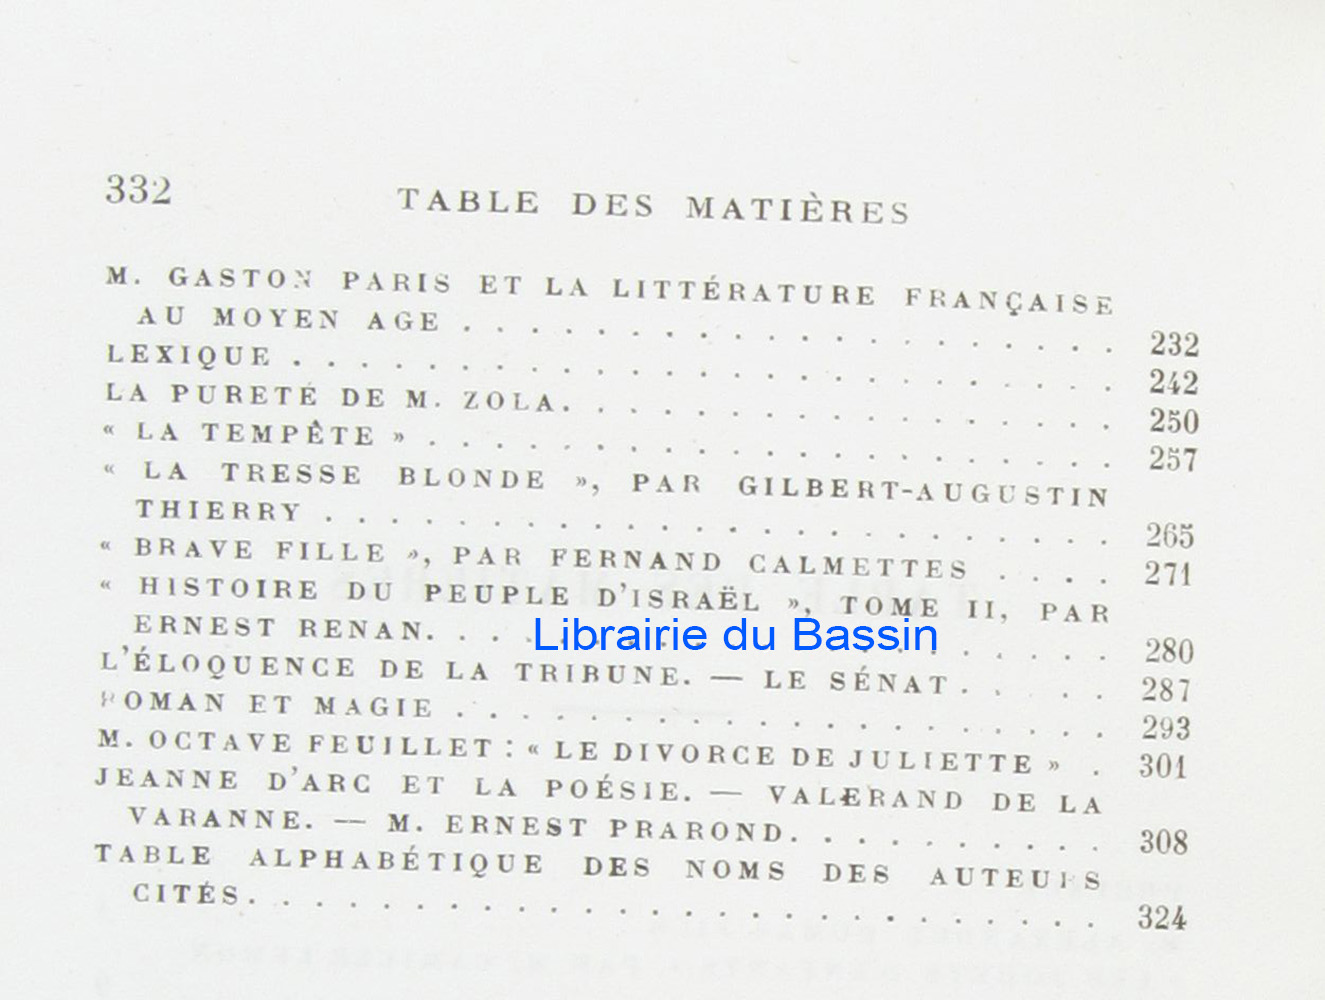 332 TABLE DES MATIÈRES
M. GASTON PARIS ET LA LITTÉRATURE FRANÇAISE
AU MOYEN AGE . . . . . . . . . . . . . . . . . . . 232
LEXIQUE . . . . . . . . . . . . . . . . . . . . . . . 242
LA PURETÉ DE M. ZOLA. . . . . . . . . . . . . . . . 250
« LA TEMPÊTE » . . . . . . . . . . . . . . . . . . . . 257
« LA TRESSE BLONDE », PAR GILBERT-AUGUSTIN
THIERRY . . . . . . . . . . . . . . . . . . . . . . 265
« BRAVE FILLE », PAR FERNAND CALMETTES . . . . 271
« HISTOIRE DU PEUPLE D'ISRAËL », TOME II, PAR
ERNEST RENAN. . . . . . . . . . . . . . . . . . . . 280
Librairie du Bassin
L'ÉLOQUENCE DE LA TRIBUNE. — LE SÉNAT . . . . . 287
ROMAN ET MAGIE . . . . . . . . . . . . . . . . . . . 293
M. OCTAVE FEUILLET : « LE DIVORCE DE JULIETTE » . 301
JEANNE D'ARC ET LA POÉSIE. — VALERAND DE LA
VARANNE. — M. ERNEST PRAROND. . . . . . . . . . 308
TABLE ALPHABÉTIQUE DES NOMS DES AUTEURS
CITÉS. . . . . . . . . . . . . . . . . . . . . . . . . 324